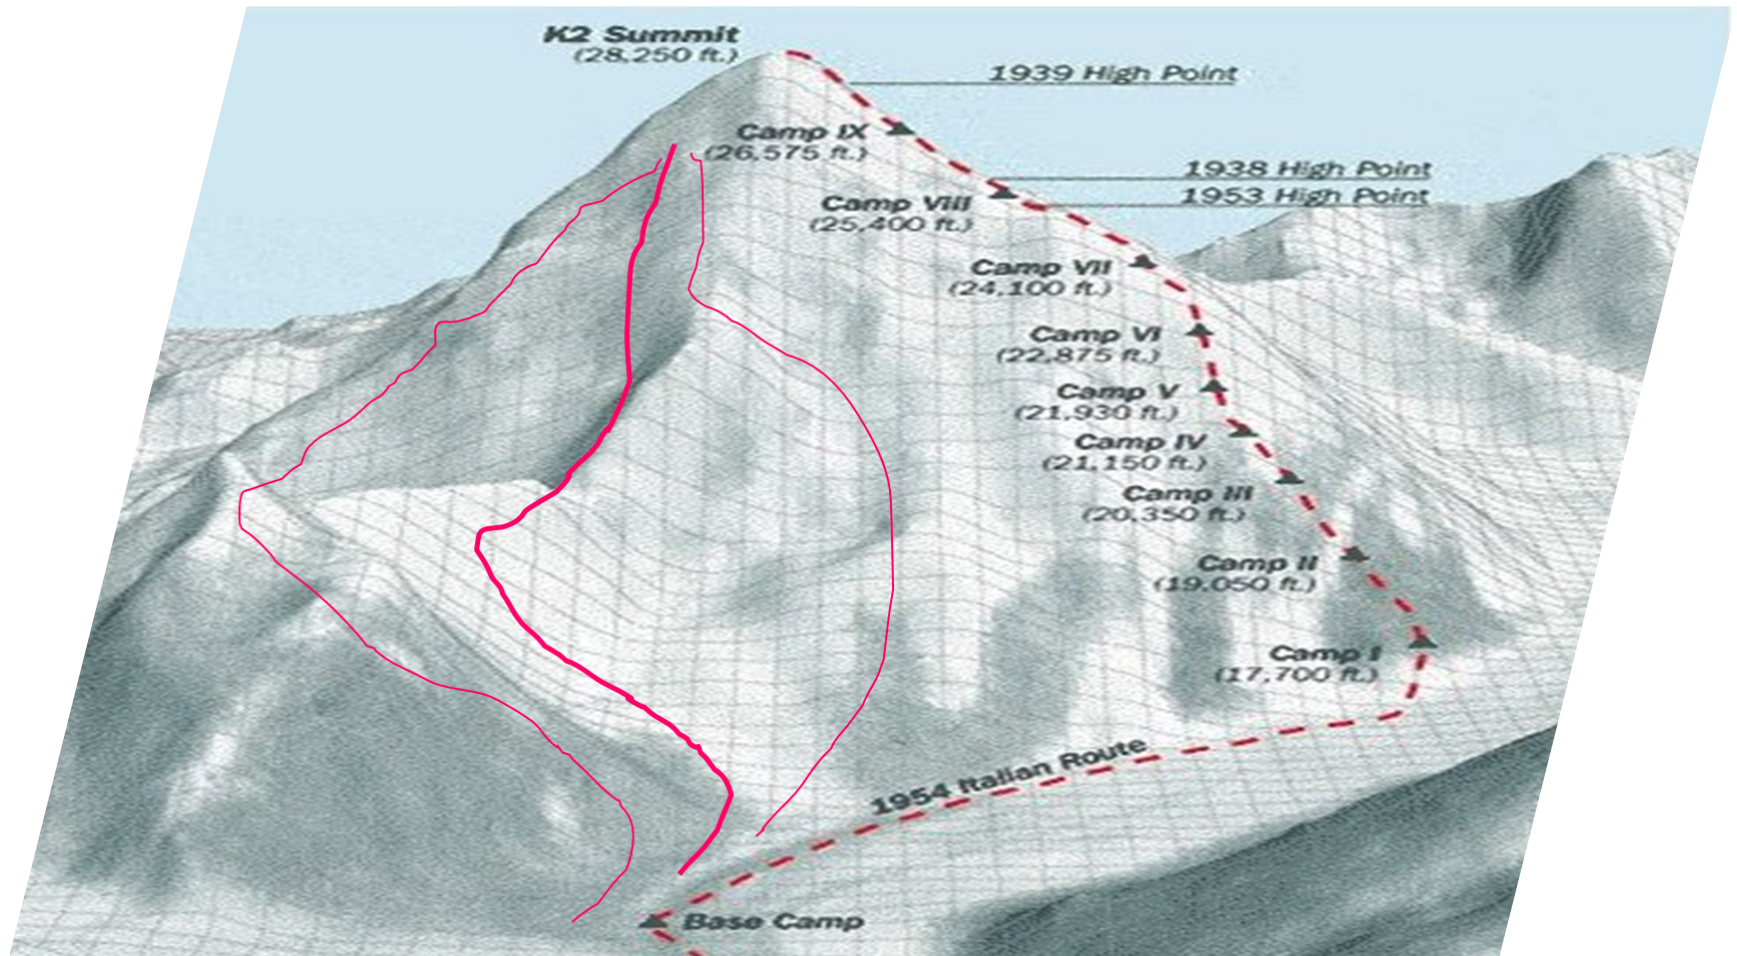 K2 Summit
(28,250 ft.)
1939 High Point
Camp IX
(26,575 ft.)
1938 High Point
1953 High Point
Camp VIII
(25,400 ft.)
Camp VII
(24,100 ft.)
Camp VI
(22,875 ft.)
Camp V
(21,930 ft.)
Camp IV
(21,150 ft.)
Camp III
(20,350 ft.)
Camp II
(19,050 ft.)
Camp I
(17,700 ft.)
1954 Italian Route
Base Camp